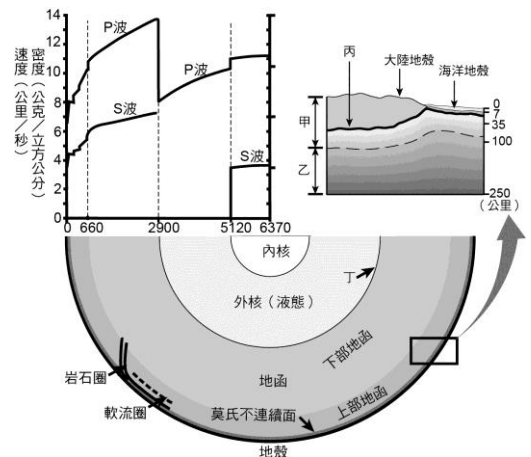 密度（公克／立方公分）
速度（公里／秒）
14
12
10
8
6
4
2
0
P波
P波
S波
S波
0 660 2900 5120 6370
丙
大陸地殼
海洋地殼
甲
乙
0
7
35
100
250
（公里）
內核
外核（液態）
丁
下部地函
地函
上部地函
岩石圈
軟流圈
莫氏不連續面
地殼